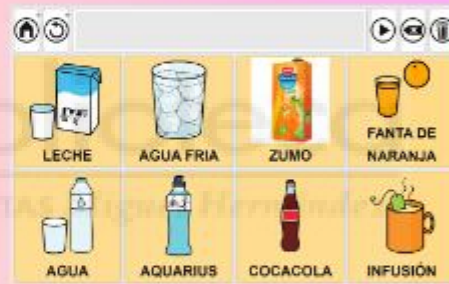 LECHE
AGUA FRIA
ZUMO
FANTA DE
NARANJA
AGUA
AQUARIUS
COCACOLA
INFUSIÓN